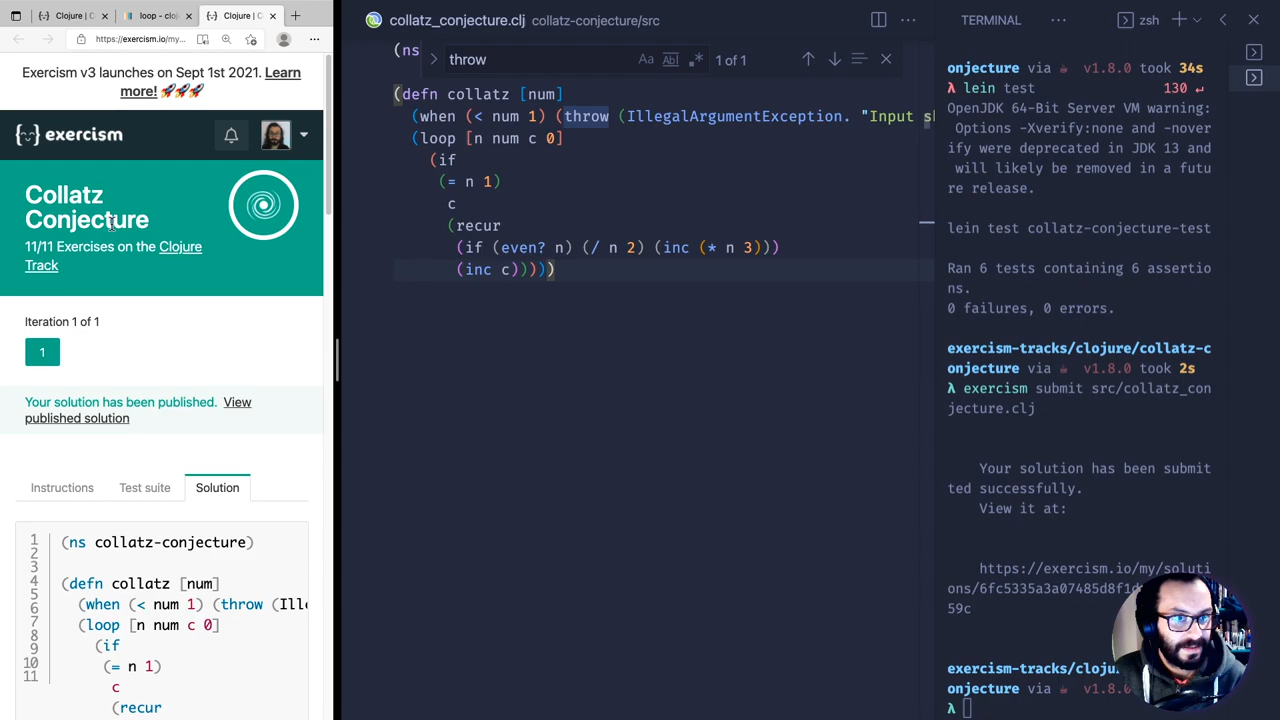 Clojure | C
loop - cloj
Clojure | C
https://exercism.io/my...
Exercism v3 launches on Sept 1st 2021. Learn
more! 🚀🚀🚀
exercism
Collatz
Conjecture
11/11 Exercises on the Clojure
Track
Iteration 1 of 1
1
Your solution has been published. View
published solution
Instructions
Test suite
Solution
1 (ns collatz-conjecture)
2
3
4 (defn collatz [num]
5 (when (< num 1) (throw (Ille
6 (loop [n num c 0]
7
8 (if
9 (= n 1)
10 c
11 (recur
collatz_conjecture.clj collatz-conjecture/src
(ns
throw
Aa
Abl
1 of 1
(defn collatz [num]
(when (< num 1) (throw (IllegalArgumentException. "Input s
(loop [n num c 0]
(if
(= n 1)
c
(recur
(if (even? n) (/ n 2) (inc (* n 3)))
(inc c)))))
TERMINAL
zsh
onjecture via v1.8.0 took 34s
λ lein test 130 ↵
OpenJDK 64-Bit Server VM warning:
Options -Xverify:none and -nover
ify were deprecated in JDK 13 and
will likely be removed in a futu
re release.
lein test collatz-conjecture-test
Ran 6 tests containing 6 assertio
ns.
0 failures, 0 errors.
exercism-tracks/clojure/collatz-c
onjecture via v1.8.0 took 2s
λ exercism submit src/collatz_con
jecture.clj
Your solution has been submit
ted successfully.
View it at:
https://exercism.io/my/soluti
ons/6fc5335a3a07485d8f1d
59c
exercism-tracks/cloju
onjecture via v1.8.0
λ